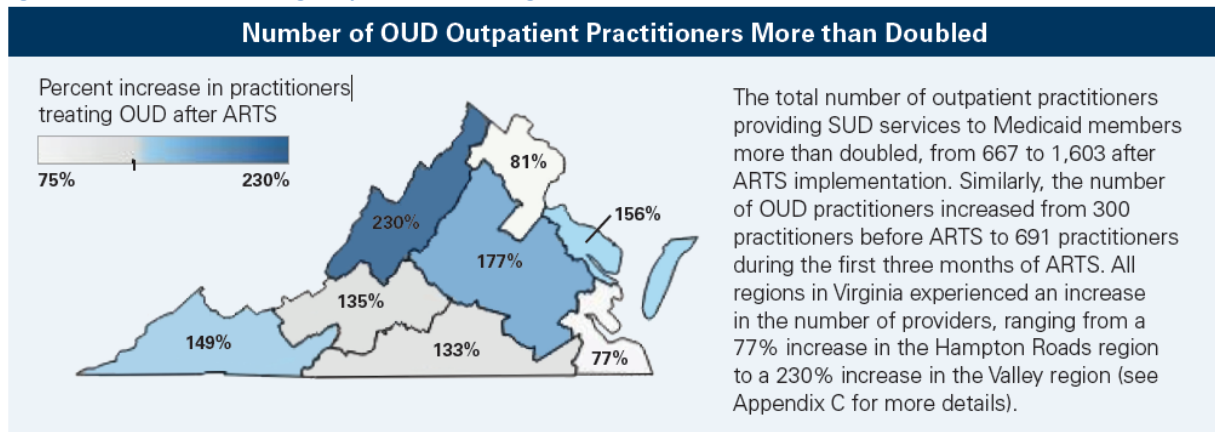 Number of OUD Outpatient Practitioners More than Doubled
Percent increase in practitioners
treating OUD after ARTS
75%
230%
81%
230%
156%
177%
135%
149%
133%
77%
The total number of outpatient practitioners
providing SUD services to Medicaid members
more than doubled, from 667 to 1,603 after
ARTS implementation. Similarly, the number
of OUD practitioners increased from 300
practitioners before ARTS to 691 practitioners
during the first three months of ARTS. All
regions in Virginia experienced an increase
in the number of providers, ranging from a
77% increase in the Hampton Roads region
to a 230% increase in the Valley region (see
Appendix C for more details).